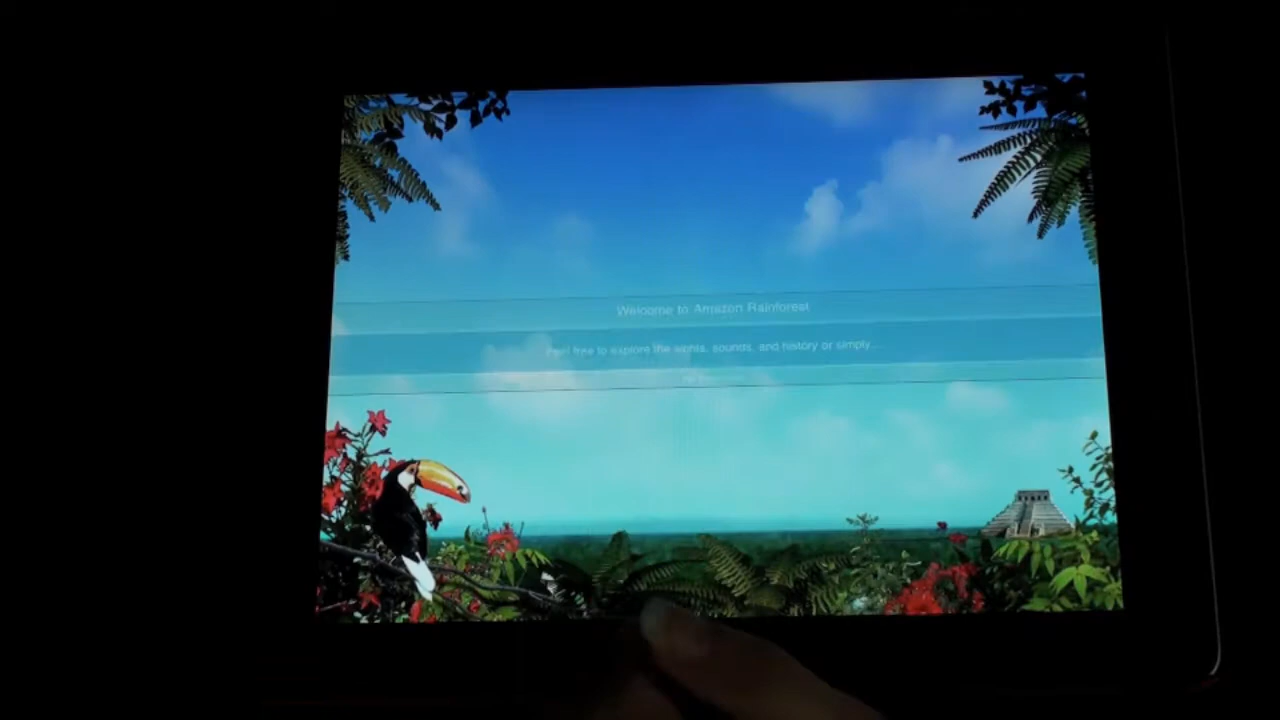 Welcome to Amazon Rainforest
Feel free to explore the sights, sounds, and history or simply...